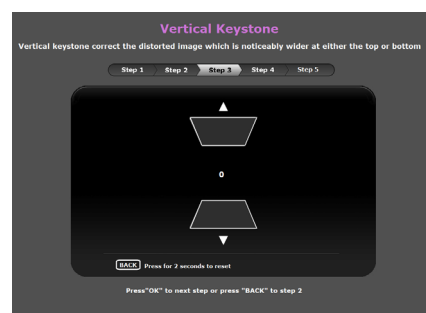 Vertical Keystone
Vertical keystone correct the distorted image which is noticeably wider at either the top or bottom
Step 1 Step 2 Step 3 Step 4 Step 5
0
BACK Press for 2 seconds to reset
Press"OK" to next step or press "BACK" to step 2